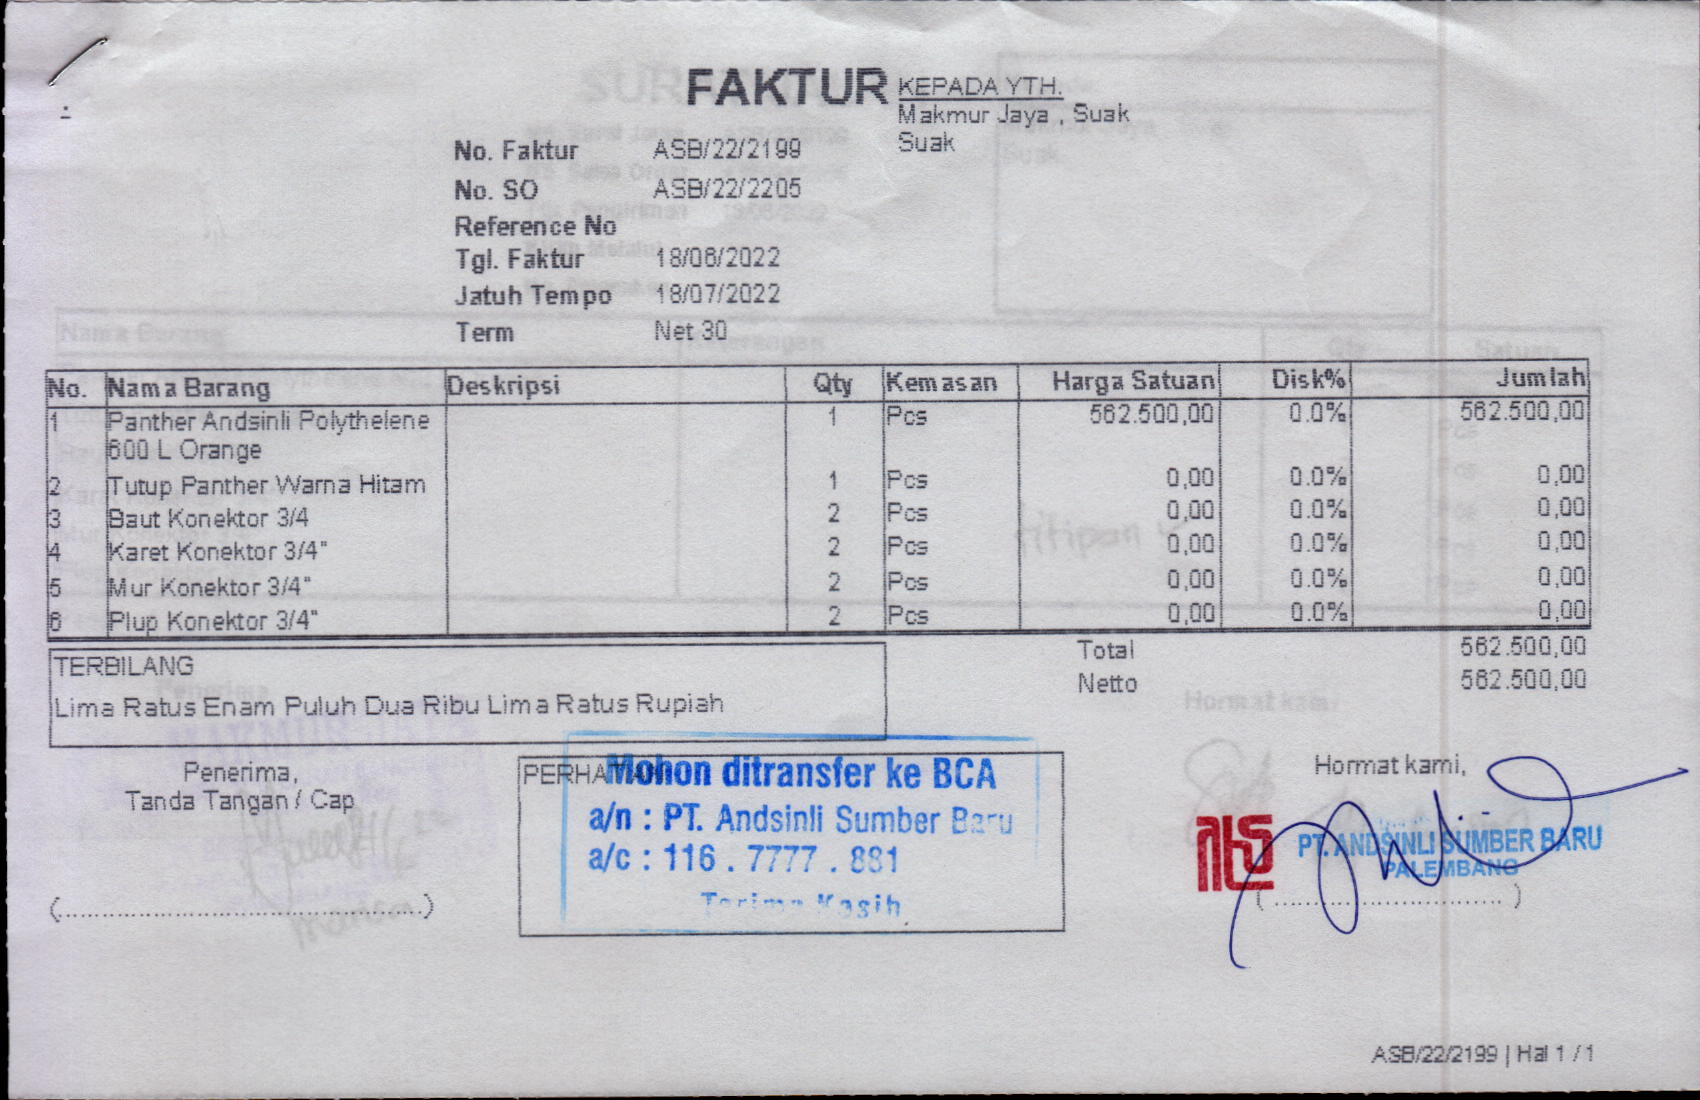 FAKTUR
KEPADA YTH.
Makmur Jaya , Suak
Suak
No. Faktur ASB/22/2199
No. SO ASB/22/2205
Reference No
Tgl. Faktur 18/06/2022
Jatuh Tempo 18/07/2022
Term Net 30
No. Nama Barang Deskripsi Qty Kemasan Harga Satuan Disk% Jumlah
1 Panther Andsinli Polythelene 1 Pcs 562.500,00 0.0% 562.500,00
600 L Orange
2 Tutup Panther Warna Hitam 1 Pcs 0,00 0.0% 0,00
3 Baut Konektor 3/4 2 Pcs 0,00 0.0% 0,00
4 Karet Konektor 3/4" 2 Pcs 0,00 0.0% 0,00
5 Mur Konektor 3/4" 2 Pcs 0,00 0.0% 0,00
6 Plup Konektor 3/4" 2 Pcs 0,00 0.0% 0,00
Total 562.500,00
Netto 562.500,00
TERBILANG
Lima Ratus Enam Puluh Dua Ribu Lima Ratus Rupiah
Penerima,
Tanda Tangan / Cap
(..............................................)
PERHATIAN
Mohon ditransfer ke BCA
a/n : PT. Andsinli Sumber Baru
a/c : 116 . 7777 . 881
Terima Kasih
Hormat kami,
PT. ANDSINLI SUMBER BARU
PALEMBANG
(..............................)
ASB/22/2199 | Hal 1 / 1